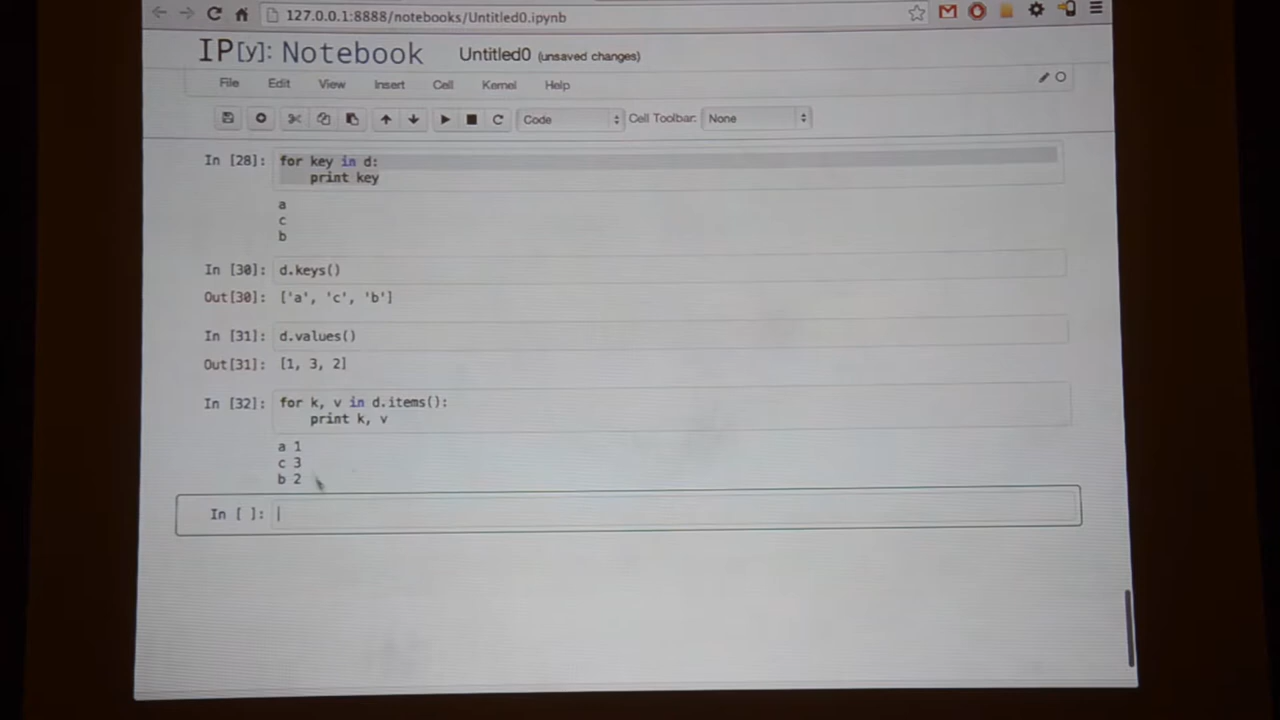 127.0.0.1:8888/notebooks/Untitled0.ipynb
IP[y]: Notebook Untitled0 (unsaved changes)
File Edit View Insert Cell Kernel Help
Code Cell Toolbar: None
In [28]: for key in d:
print key
a
c
b
In [30]: d.keys()
Out[30]: ['a', 'c', 'b']
In [31]: d.values()
Out[31]: [1, 3, 2]
In [32]: for k, v in d.items():
print k, v
a 1
c 3
b 2
In [ ]: